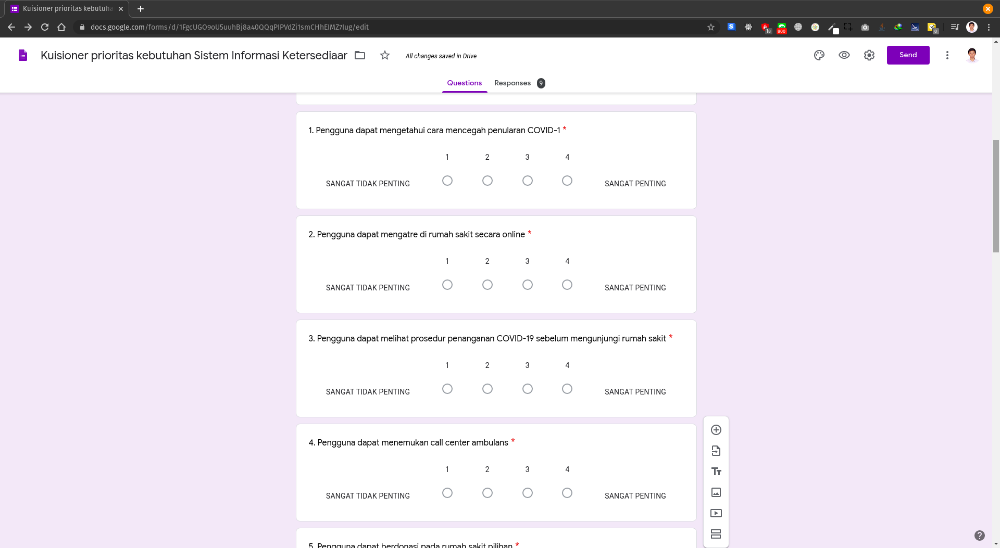 Kuisioner prioritas kebutuha
docs.google.com/forms/d/1FgcUGO9oU5uuhBj8a40QQqPIPVdZi1smCHhEIMZ7Iug/edit
18
800
0
Kuisioner prioritas kebutuhan Sistem Informasi Ketersediaar
All changes saved in Drive
Send
Questions
Responses 9
1. Pengguna dapat mengetahui cara mencegah penularan COVID-1 *
1 2 3 4
SANGAT TIDAK PENTING SANGAT PENTING
2. Pengguna dapat mengatre di rumah sakit secara online *
1 2 3 4
SANGAT TIDAK PENTING SANGAT PENTING
3. Pengguna dapat melihat prosedur penanganan COVID-19 sebelum mengunjungi rumah sakit *
1 2 3 4
SANGAT TIDAK PENTING SANGAT PENTING
4. Pengguna dapat menemukan call center ambulans *
1 2 3 4
SANGAT TIDAK PENTING SANGAT PENTING
5. Pengguna dapat berdonasi pada rumah sakit pilihan *